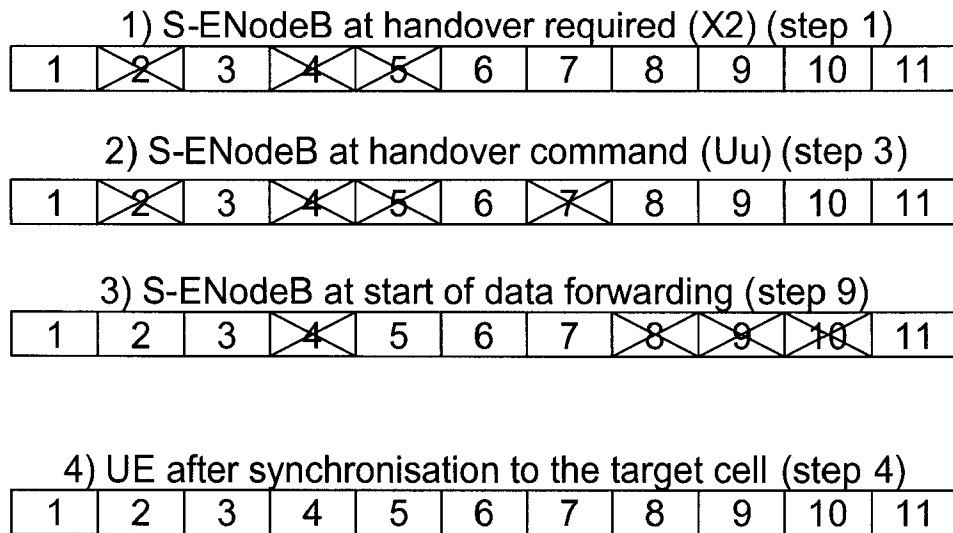 1) S-ENodeB at handover required (X2) (step 1)
1 2 3 4 5 6 7 8 9 10 11
2) S-ENodeB at handover command (Uu) (step 3)
1 2 3 4 5 6 7 8 9 10 11
3) S-ENodeB at start of data forwarding (step 9)
1 2 3 4 5 6 7 8 9 10 11
4) UE after synchronisation to the target cell (step 4)
1 2 3 4 5 6 7 8 9 10 11